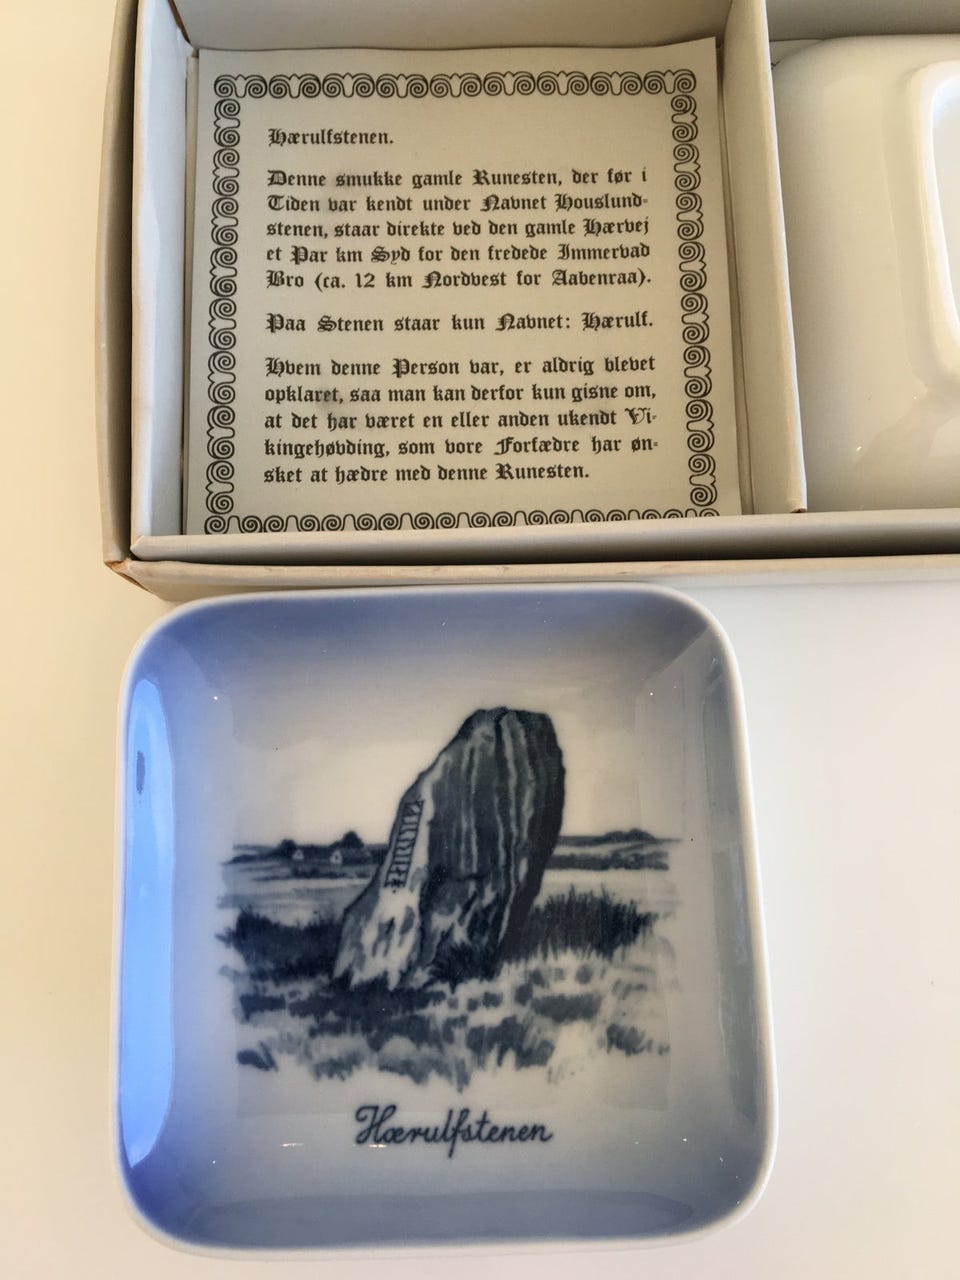 Hærulfstenen.
Denne smukke gamle Runesten, der før i
Tiden var kendt under Navnet Houslund-
stenen, staar direkte ved den gamle Hærvej
et Par km Syd for den fredede Immervad
Bro (ca. 12 km Nordvest for Aabenraa).
Paa Stenen staar kun Navnet: Hærulf.
Hvem denne Person var, er aldrig blevet
opklaret, saa man kan derfor kun gisne om,
at det har været en eller anden ukendt Vi-
kingehøvding, som vore Forfædre har øn-
sket at hædre med denne Runesten.
Hærulfstenen